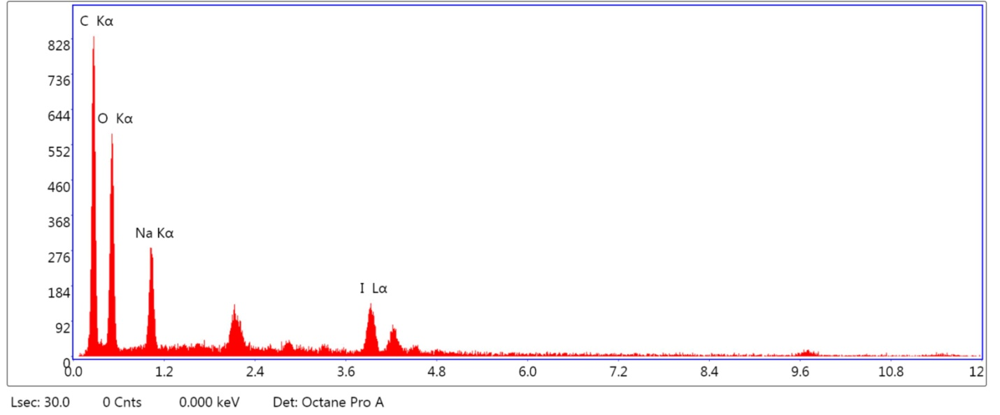 C Kα
828
736
O Kα
644
552
460
368
Na Kα
276
I Lα
184
92
0
0.0 1.2 2.4 3.6 4.8 6.0 7.2 8.4 9.6 10.8 12
Lsec: 30.0 0 Cnts 0.000 keV Det: Octane Pro A